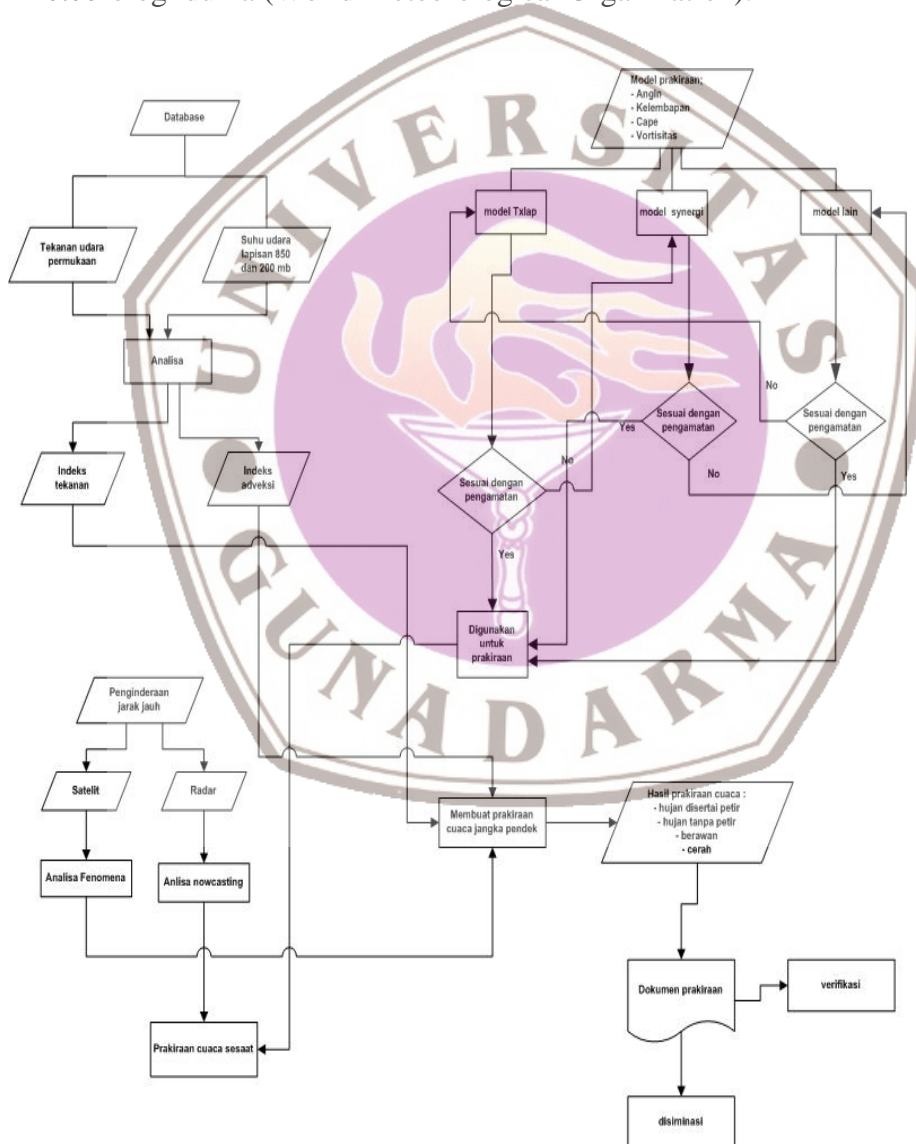 Database
Tekanan udara
permukaan
Suhu udara
lapisan 850
dan 200 mb
Analisa
Indeks
tekanan
Indeks
adveksi
Model prakiraan;
- Angin
- Kelembapan
- Cape
- Vortisitas
model Txlap
model synergi
model lain
Sesuai dengan
pengamatan
No
Yes
Sesuai dengan
pengamatan
Yes
No
Sesuai dengan
pengamatan
No
Yes
Digunakan
untuk
prakiraan
Penginderaan
jarak jauh
Satelit
Radar
Analisa Fenomena
Anlisa nowcasting
Prakiraan cuaca sesaat
Membuat prakiraan
cuaca jangka pendek
Hasil prakiraan cuaca :
- hujan disertai petir
- hujan tanpa petir
- berawan
- cerah
Dokumen prakiraan
verifikasi
disiminasi
UNIVERSITAS
GUNADARMA